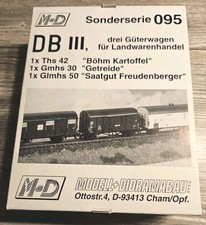 M+D
Sonderserie 095
DB III, drei Güterwagen
für Landwarenhandel
1x Ths 42 "Böhm Kartoffel"
1x Gmhs 30 "Getreide"
1x Glmhs 50 "Saatgut Freudenberger"
M+D
MODELL+DIORAMABAU
Ottostr.4, D-93413 Cham/Opf.